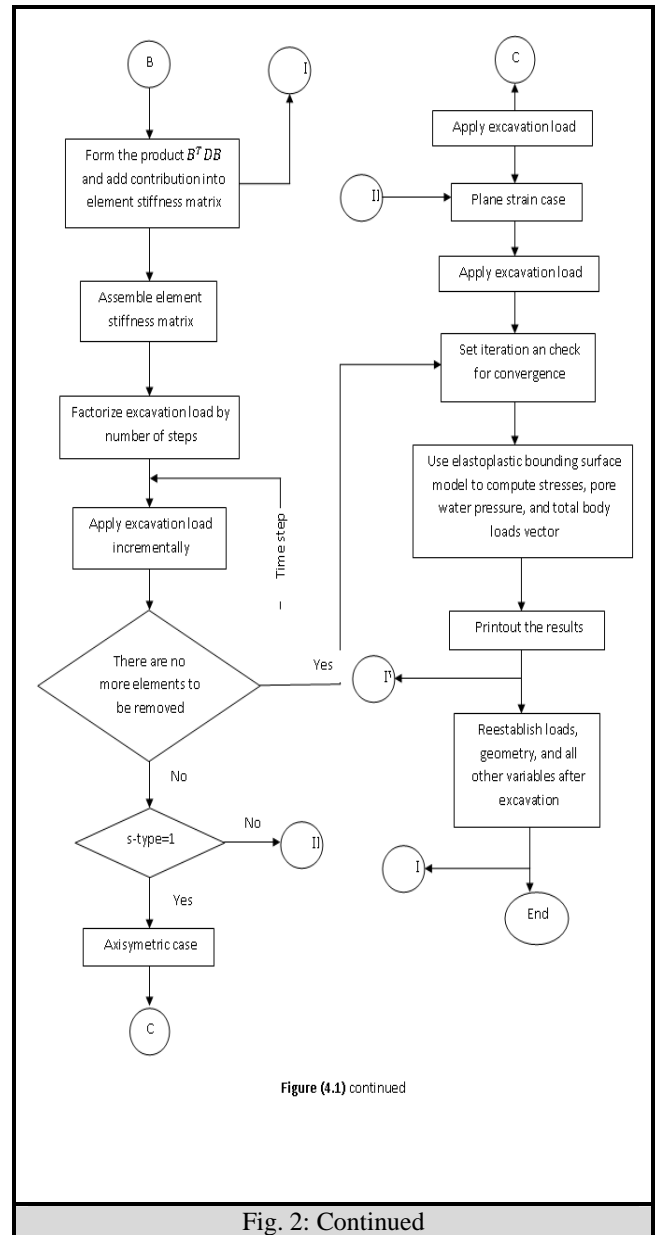 B
I
Form the product BᵀDB
and add contribution into
element stiffness matrix
Assemble element
stiffness matrix
Factorize excavation load by
number of steps
Time step
Apply excavation load
incrementally
There are no
more elements to
be removed
Yes
No
s-type=1
No
II
Yes
Axisymetric case
C
C
Apply excavation load
II
Plane strain case
Apply excavation load
Set iteration an check
for convergence
Use elastoplastic bounding surface
model to compute stresses, pore
water pressure, and total body
loads vector
Printout the results
IV
Reestablish loads,
geometry, and all
other variables after
excavation
I
End
Figure (4.1) continued
Fig. 2: Continued